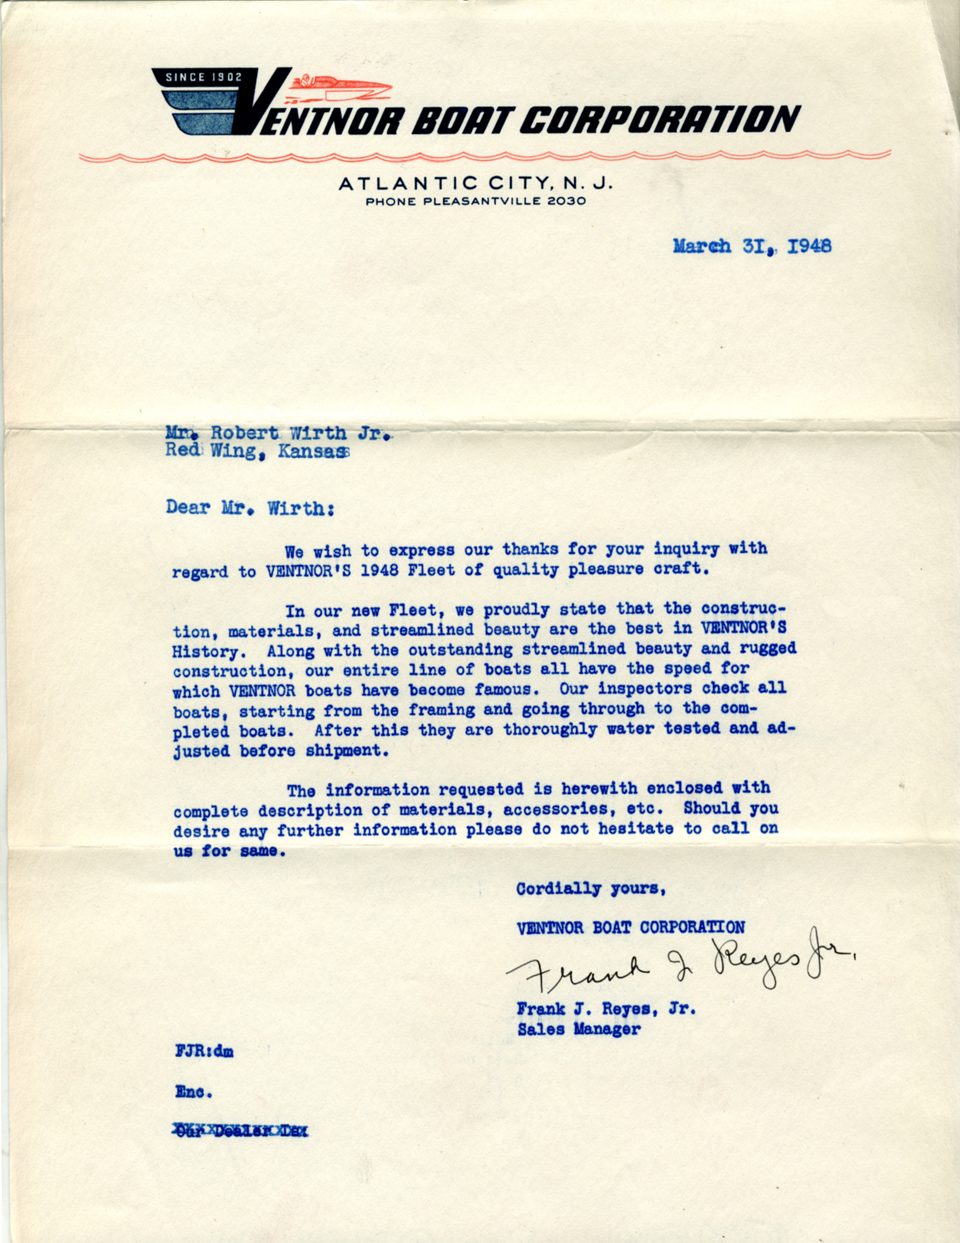 SINCE 1902
VENTNOR BOAT CORPORATION
ATLANTIC CITY, N. J.
PHONE PLEASANTVILLE 2030
March 31, 1948
Mr. Robert Wirth Jr.
Red Wing, Kansas
Dear Mr. Wirth:
We wish to express our thanks for your inquiry with
regard to VENTNOR'S 1948 Fleet of quality pleasure craft.
In our new Fleet, we proudly state that the construc-
tion, materials, and streamlined beauty are the best in VENTNOR'S
History. Along with the outstanding streamlined beauty and rugged
construction, our entire line of boats all have the speed for
which VENTNOR boats have become famous. Our inspectors check all
boats, starting from the framing and going through to the com-
pleted boats. After this they are thoroughly water tested and ad-
justed before shipment.
The information requested is herewith enclosed with
complete description of materials, accessories, etc. Should you
desire any further information please do not hesitate to call on
us for same.
Cordially yours,
VENTNOR BOAT CORPORATION
Frank J Reyes Jr.
Frank J. Reyes, Jr.
Sales Manager
FJR:dm
Enc.
Our Dealer